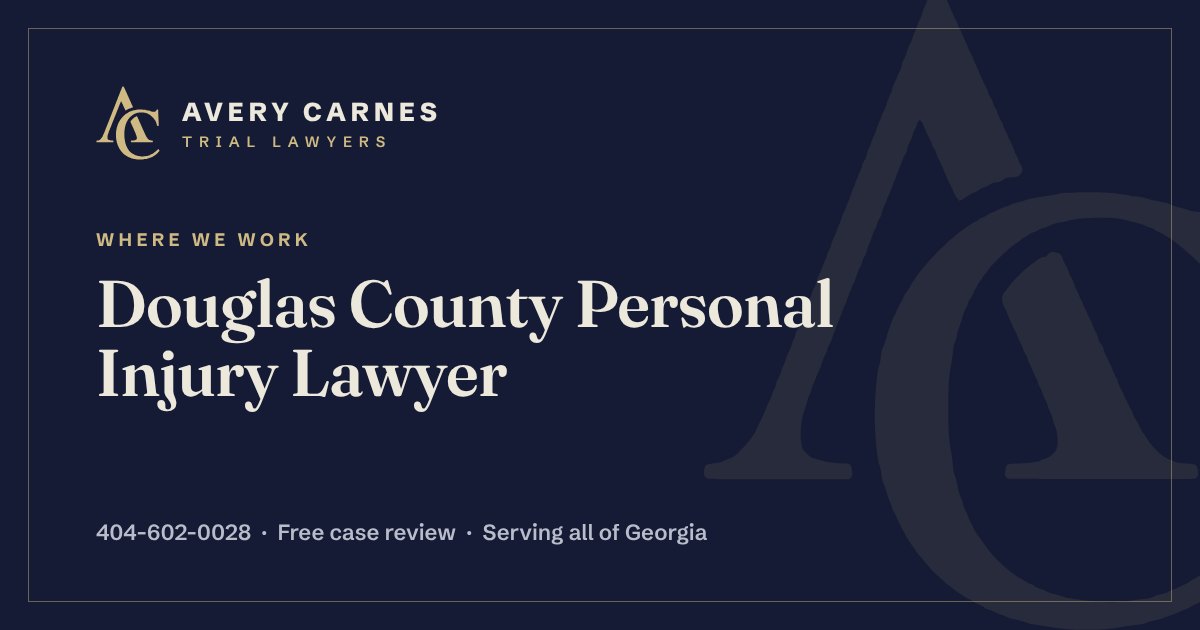 AVERY CARNES
TRIAL LAWYERS
WHERE WE WORK
Douglas County Personal
Injury Lawyer
404-602-0028 · Free case review · Serving all of Georgia